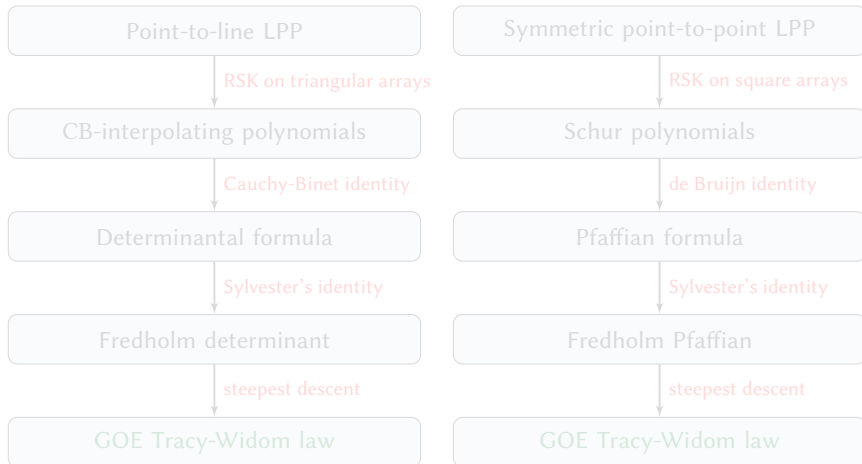 Point-to-line LPP
RSK on triangular arrays
CB-interpolating polynomials
Cauchy-Binet identity
Determinantal formula
Sylvester's identity
Fredholm determinant
steepest descent
GOE Tracy-Widom law
Symmetric point-to-point LPP
RSK on square arrays
Schur polynomials
de Bruijn identity
Pfaffian formula
Sylvester's identity
Fredholm Pfaffian
steepest descent
GOE Tracy-Widom law